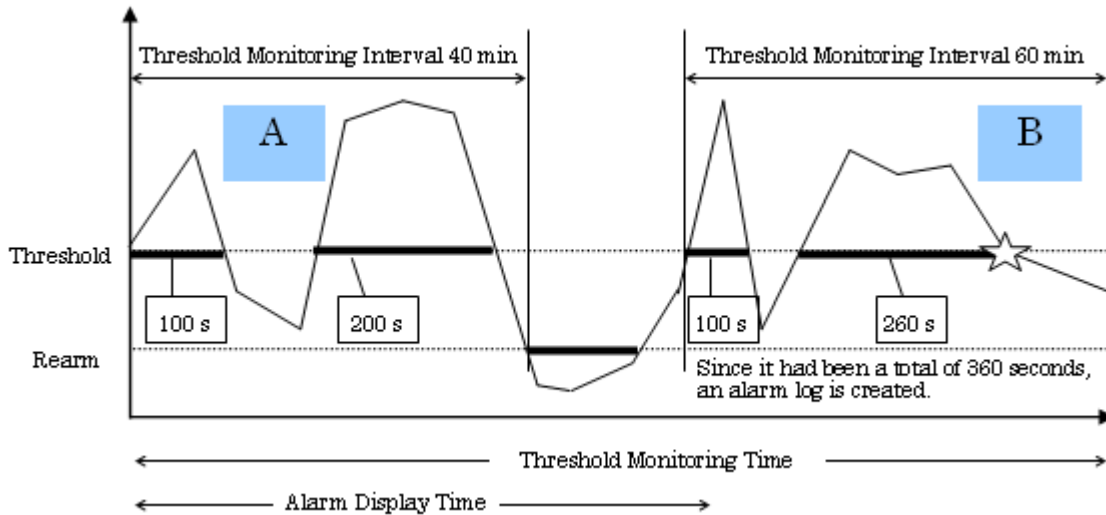 Threshold Monitoring Interval 40 min
Threshold Monitoring Interval 60 min
A
B
Threshold
100 s
200 s
100 s
260 s
Rearm
Since it had been a total of 360 seconds,
an alarm log is created.
Threshold Monitoring Time
Alarm Display Time